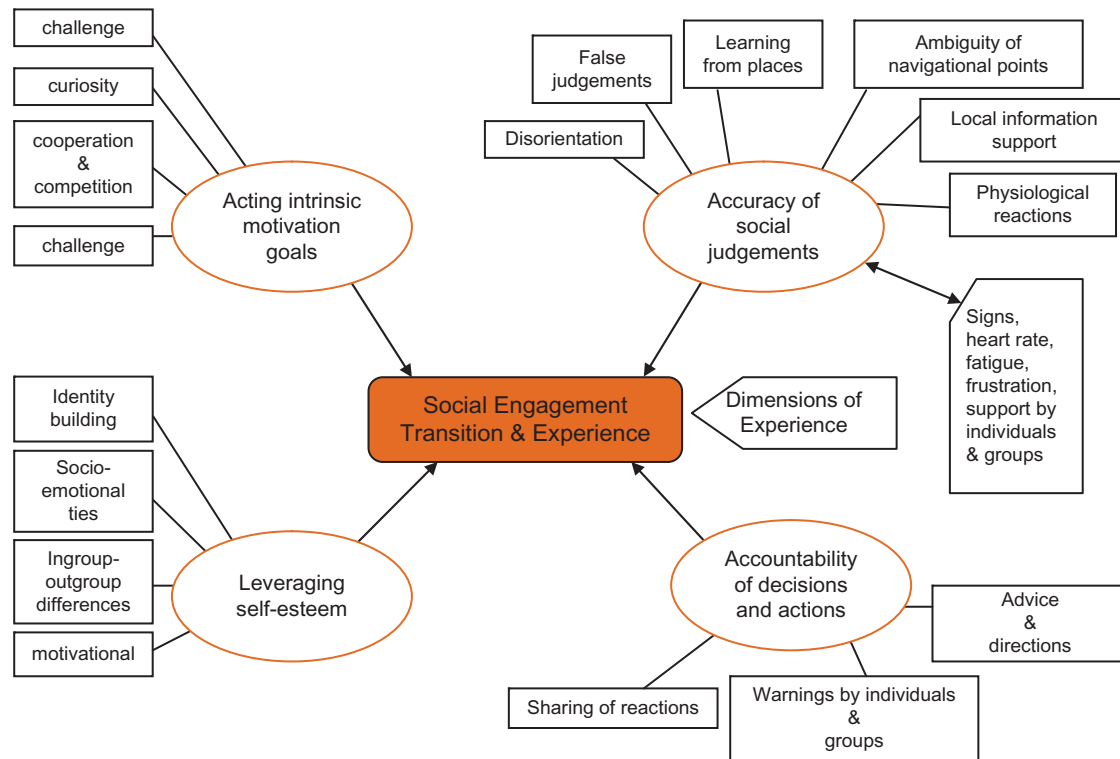 challenge
curiosity
cooperation
&
competition
challenge
Acting intrinsic
motivation
goals
Disorientation
False
judgements
Learning
from places
Ambiguity of
navigational points
Local information
support
Physiological
reactions
Accuracy of
social
judgements
Signs,
heart rate,
fatigue,
frustration,
support by
individuals
& groups
Social Engagement
Transition & Experience
Dimensions of
Experience
Identity
building
Socio-
emotional
ties
Ingroup-
outgroup
differences
motivational
Leveraging
self-esteem
Accountability
of decisions
and actions
Advice
&
directions
Sharing of reactions
Warnings by individuals
&
groups